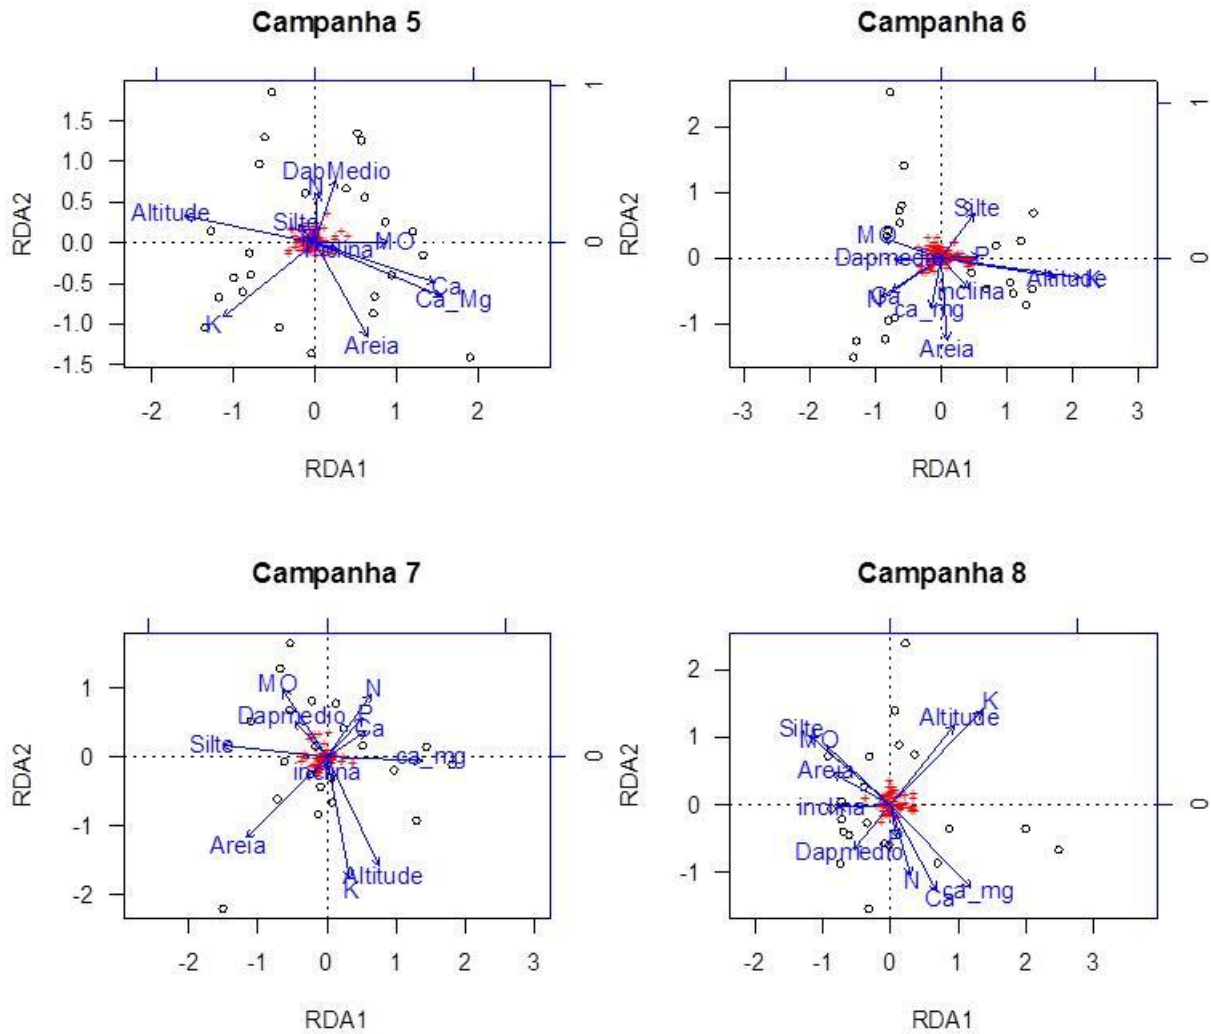 Campanha 5
RDA2
1.5
1.0
0.5
0.0
-0.5
-1.0
-1.5
-2 -1 0 1 2
RDA1
1
0
DapMedio
N
Altitude
Silte
MO
Ca
Ca_Mg
K
Areia
Campanha 6
RDA2
2
1
0
-1
-3 -2 -1 0 1 2 3
RDA1
1
0
Silte
MO
P
Dapmedio
Altitude
K
inclina
Ca
N
ca_mg
Areia
Campanha 7
RDA2
1
0
-1
-2
-2 -1 0 1 2 3
RDA1
0
MO
N
Dapmedio
Ca
Silte
ca_mg
inclina
Areia
Altitude
K
Campanha 8
RDA2
2
1
0
-1
-2 -1 0 1 2 3
RDA1
0
K
Altitude
Silte
MO
Areia
inclina
Dapmedio
N
Ca
ca_mg